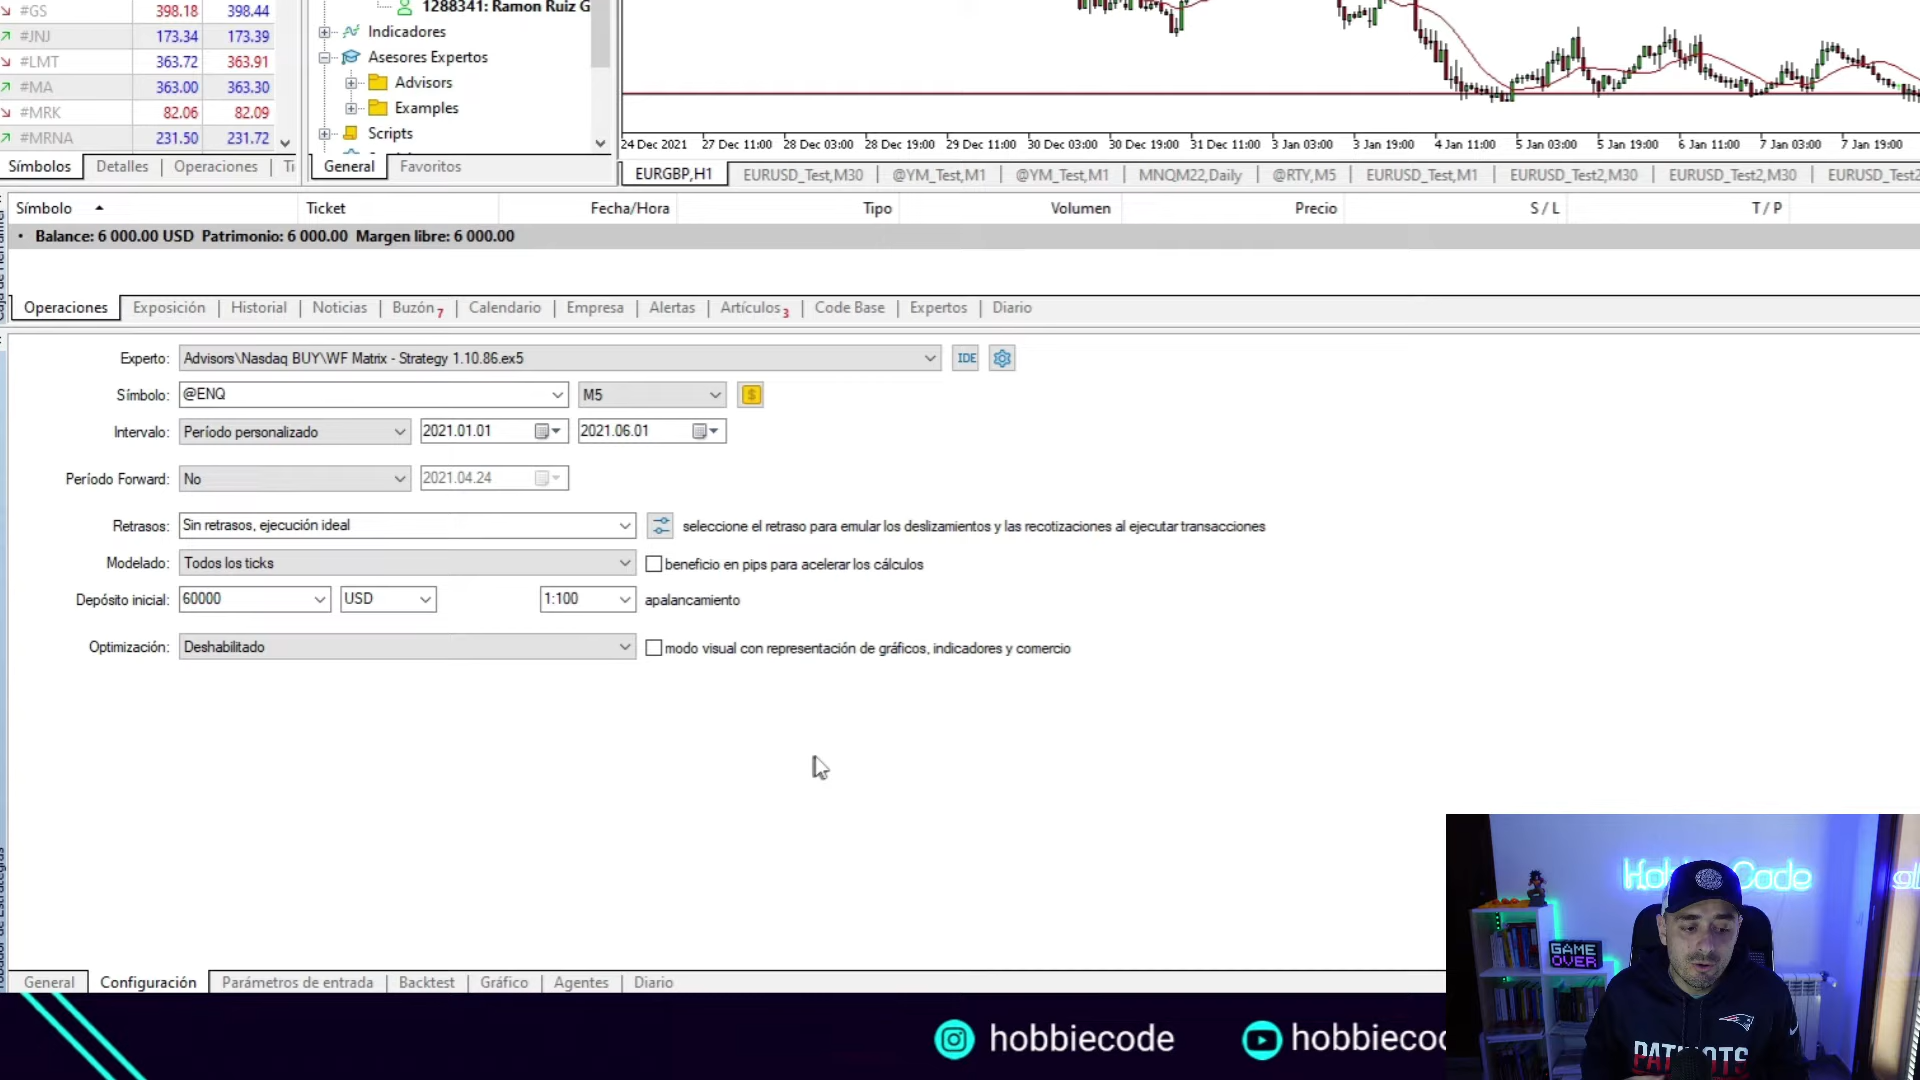 #GS 398.18 398.44
#JNJ 173.34 173.39
#LMT 363.72 363.91
#MA 363.00 363.30
#MRK 82.06 82.09
#MRNA 231.50 231.72
Símbolos Detalles Operaciones Ti
1288341: Ramon Ruiz G
Indicadores
Asesores Expertos
Advisors
Examples
Scripts
General Favoritos
24 Dec 2021 27 Dec 11:00 28 Dec 03:00 28 Dec 19:00 29 Dec 11:00 30 Dec 03:00 30 Dec 19:00 31 Dec 11:00 3 Jan 03:00 3 Jan 19:00 4 Jan 11:00 5 Jan 03:00 5 Jan 19:00 6 Jan 11:00 7 Jan 03:00 7 Jan 19:00
EURGBP,H1 EURUSD_Test,M30 @YM_Test,M1 @YM_Test,M1 MNQM22,Daily @RTY,M5 EURUSD_Test,M1 EURUSD_Test2,M30 EURUSD_Test2,M30 EURUSD_Test2
Símbolo Ticket Fecha/Hora Tipo Volumen Precio S / L T / P
Balance: 6 000.00 USD Patrimonio: 6 000.00 Margen libre: 6 000.00
Operaciones Exposición Historial Noticias Buzón 7 Calendario Empresa Alertas Artículos 3 Code Base Expertos Diario
Experto: Advisors\Nasdaq BUY\WF Matrix - Strategy 1.10.86.ex5 IDE
Símbolo: @ENQ M5 $
Intervalo: Período personalizado 2021.01.01 2021.06.01
Período Forward: No 2021.04.24
Retrasos: Sin retrasos, ejecución ideal seleccione el retraso para emular los deslizamientos y las recotizaciones al ejecutar transacciones
Modelado: Todos los ticks beneficio en pips para acelerar los cálculos
Depósito inicial: 60000 USD 1:100 apalancamiento
Optimización: Deshabilitado modo visual con representación de gráficos, indicadores y comercio
General Configuración Parámetros de entrada Backtest Gráfico Agentes Diario
GAME
OVER
PATRIOTS
hobbiecode hobbieco